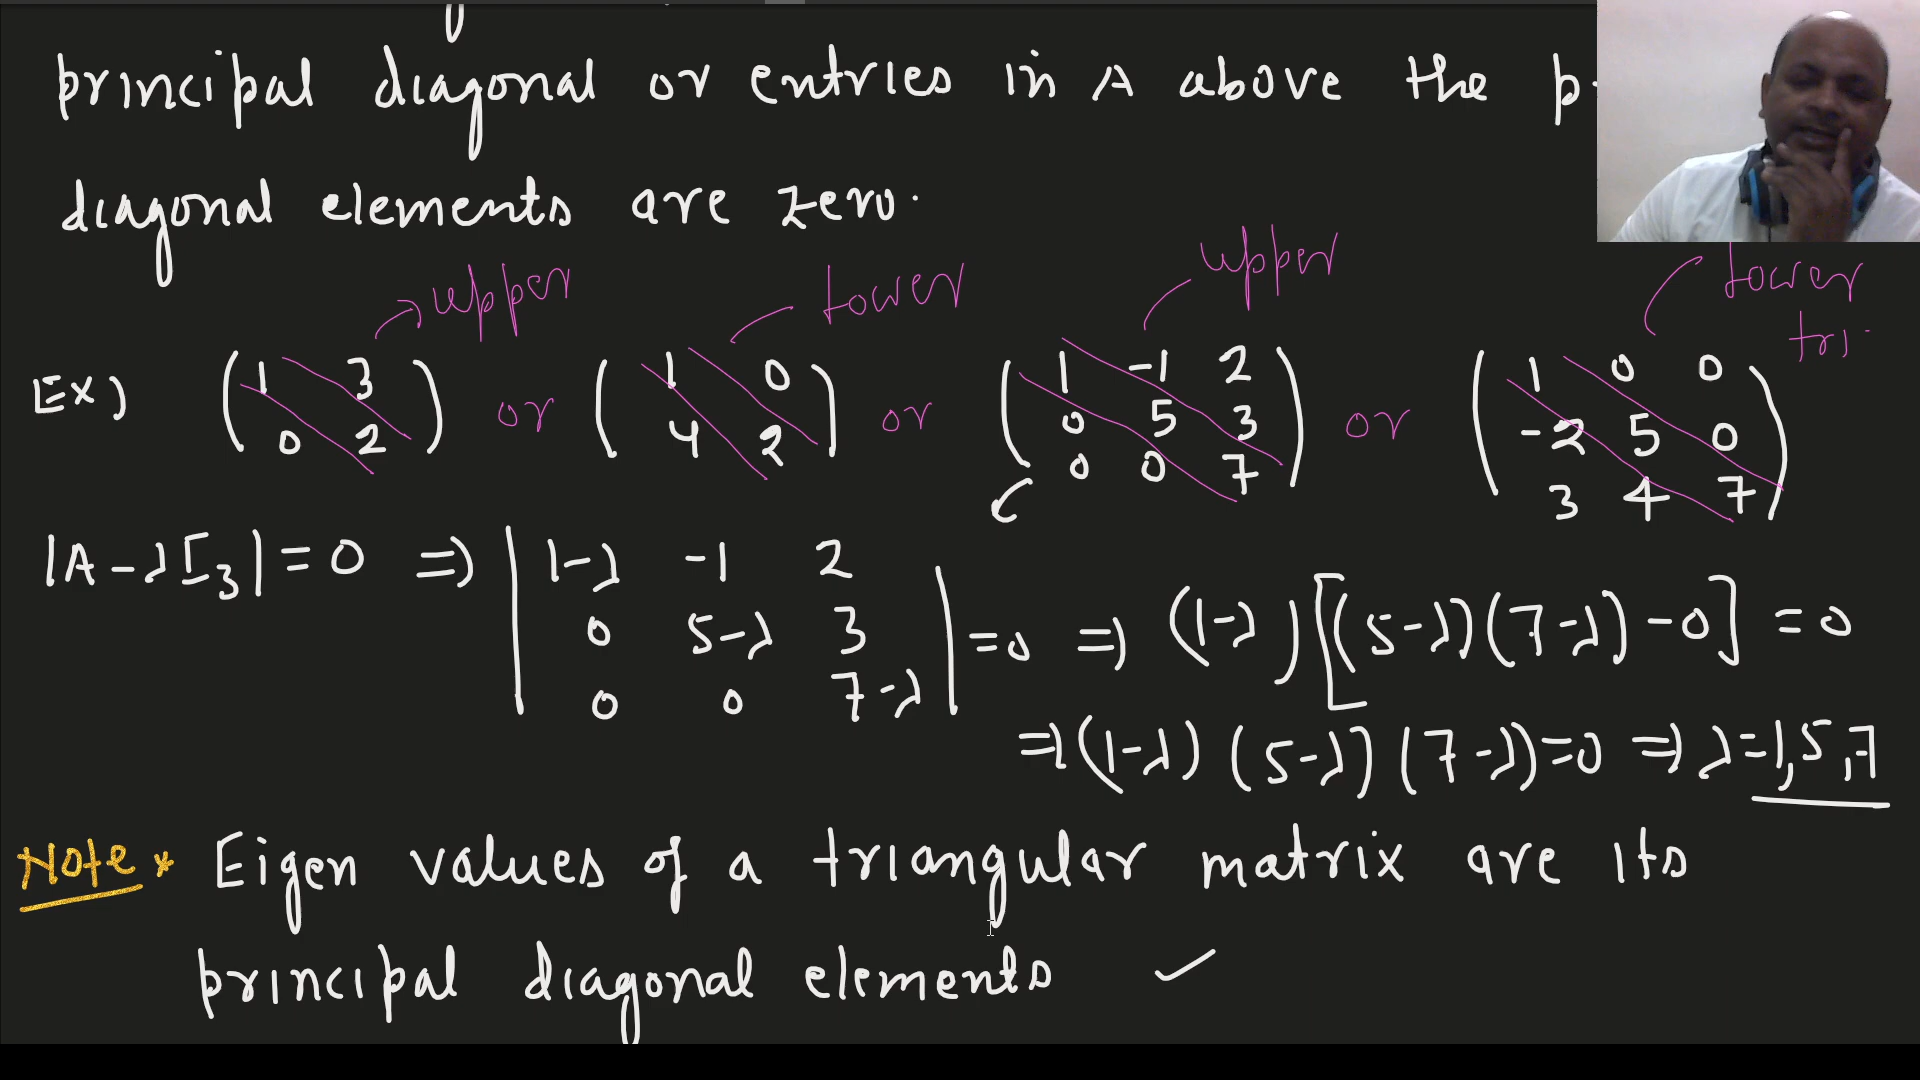 principal diagonal or entries in A above the p
diagonal elements are zero.
upper lower upper lower tri.
Ex) (1 3 or (1 0 or (1 -1 2 or (1 0 0
0 2) 4 2) 0 5 3 -2 5 0
0 0 7) 3 4 7)
|A-λI₃| = 0 => |1-λ -1 2
0 5-λ 3 = 0 => (1-λ)[(5-λ)(7-λ)-0] = 0
0 0 7-λ|
=> (1-λ)(5-λ)(7-λ)=0 => λ=1,5,7
Note * Eigen values of a triangular matrix are its
principal diagonal elements ✓